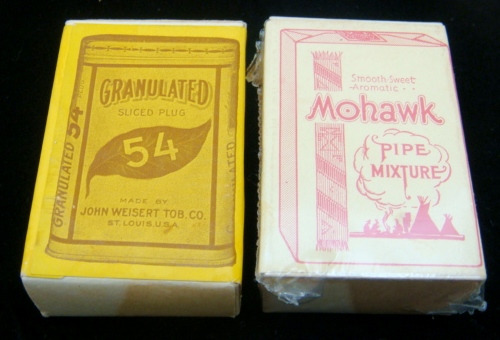 GRANULATED
SLICED PLUG
54
MADE BY
JOHN WEISERT TOB. CO.
ST. LOUIS. U.S.A.
GRANULATED 54
Smooth-Sweet
-Aromatic-
Mohawk
PIPE
MIXTURE